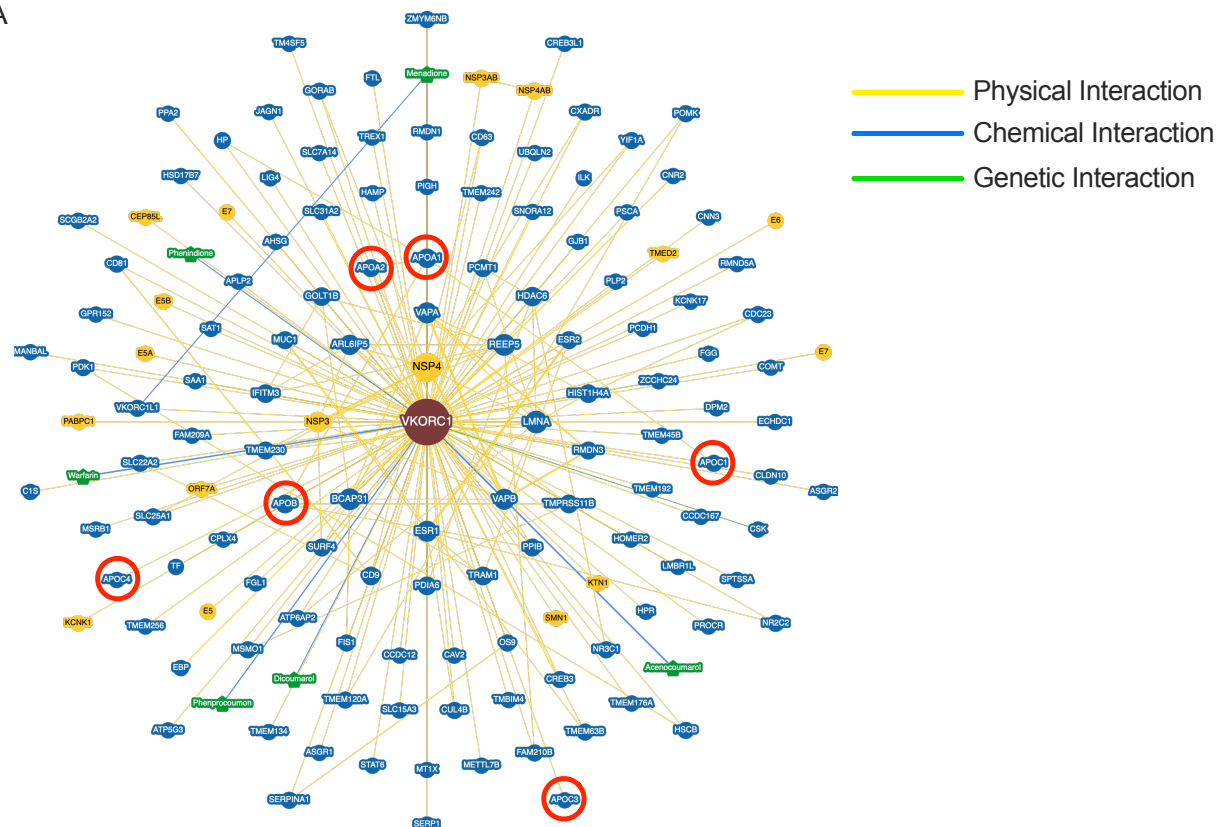 A
ZMYM6NB
TM4SF5
CREB3L1
Menadione
NSP3AB
FTL
NSP4AB
GORAB
Physical Interaction
PPA2
JAGN1
CXADR
POMK
HP
TREX1
RMDN1
CD63
YIF1A
Chemical Interaction
SLC7A14
UBQLN2
HSD17B7
LIG4
ILK
CNR2
Genetic Interaction
HAMP
PIGH
TMEM242
SCGB2A2
CEP85L
E7
SLC31A2
SNORA12
PSCA
CNN3
E6
AHSG
GJB1
Phenindione
TMED2
CD81
APOA2
APOA1
PCMT1
RMND5A
APLP2
PLP2
E5B
GOLT1B
HDAC6
KCNK17
GPR152
VAPA
CDC23
SAT1
PCDH1
MUC1
ARL6IP5
REEP5
ESR2
MANBAL
E5A
FGG
E7
PDK1
NSP4
COMT
SAA1
IFITM3
HIST1H4A
ZCCHC24
VKORC1L1
DPM2
PABPC1
NSP3
VKORC1
LMNA
ECHDC1
FAM209A
TMEM45B
TMEM230
RMDN3
SLC22A2
APOC1
Warfarin
CLDN10
C1S
ORF7A
TMEM192
ASGR2
APOB
BCAP31
VAPB
TMPRSS11B
MSRB1
SLC25A1
CCDC167
CSK
ESR1
CPLX4
SURF4
PPIB
HOMER2
TF
LMBR1L
APOC4
FGL1
CD9
PDIA6
TRAM1
KTN1
SPTSSA
KCNK1
E5
HPR
TMEM256
ATP6AP2
SMN1
PROCR
NR2C2
MSMO1
FIS1
OS9
NR3C1
EBP
CCDC12
CAV2
Acenocoumarol
Dicoumarol
CREB3
Phenprocoumon
TMEM120A
TMBIM4
TMEM176A
SLC15A3
CUL4B
ATP5G3
TMEM134
TMEM63B
HSCB
ASGR1
FAM210B
STAT6
MT1X
METTL7B
SERPINA1
APOC3
SERP1